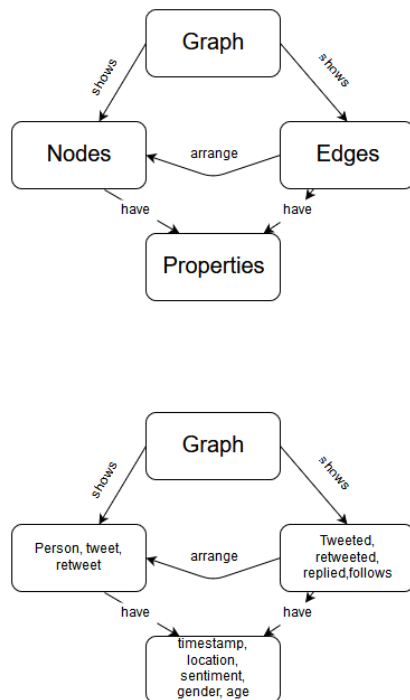 Graph
shows
shows
Nodes
arrange
Edges
have
have
Properties
Graph
shows
shows
Person, tweet,
retweet
arrange
Tweeted,
retweeted,
replied,follows
have
have
timestamp,
location,
sentiment,
gender, age